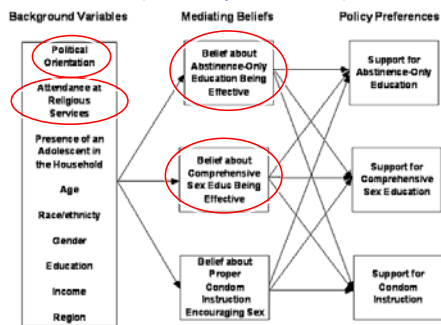 Background Variables
Mediating Beliefs
Policy Preferences
Political
Orientation
Attendance at
Religious
Services
Presence of an
Adolescent in
the Household
Age
Race/ethnicty
Gender
Education
Income
Region
Belief about
Abstinence-Only
Education Being
Effective
Belief about
Comprehensive
Sex Edus Being
Effective
Belief about
Proper
Condom
Instruction
Encouraging Sex
Support for
Abstinence-Only
Education
Support for
Comprehensive
Sex Education
Support for
Condom
Instruction